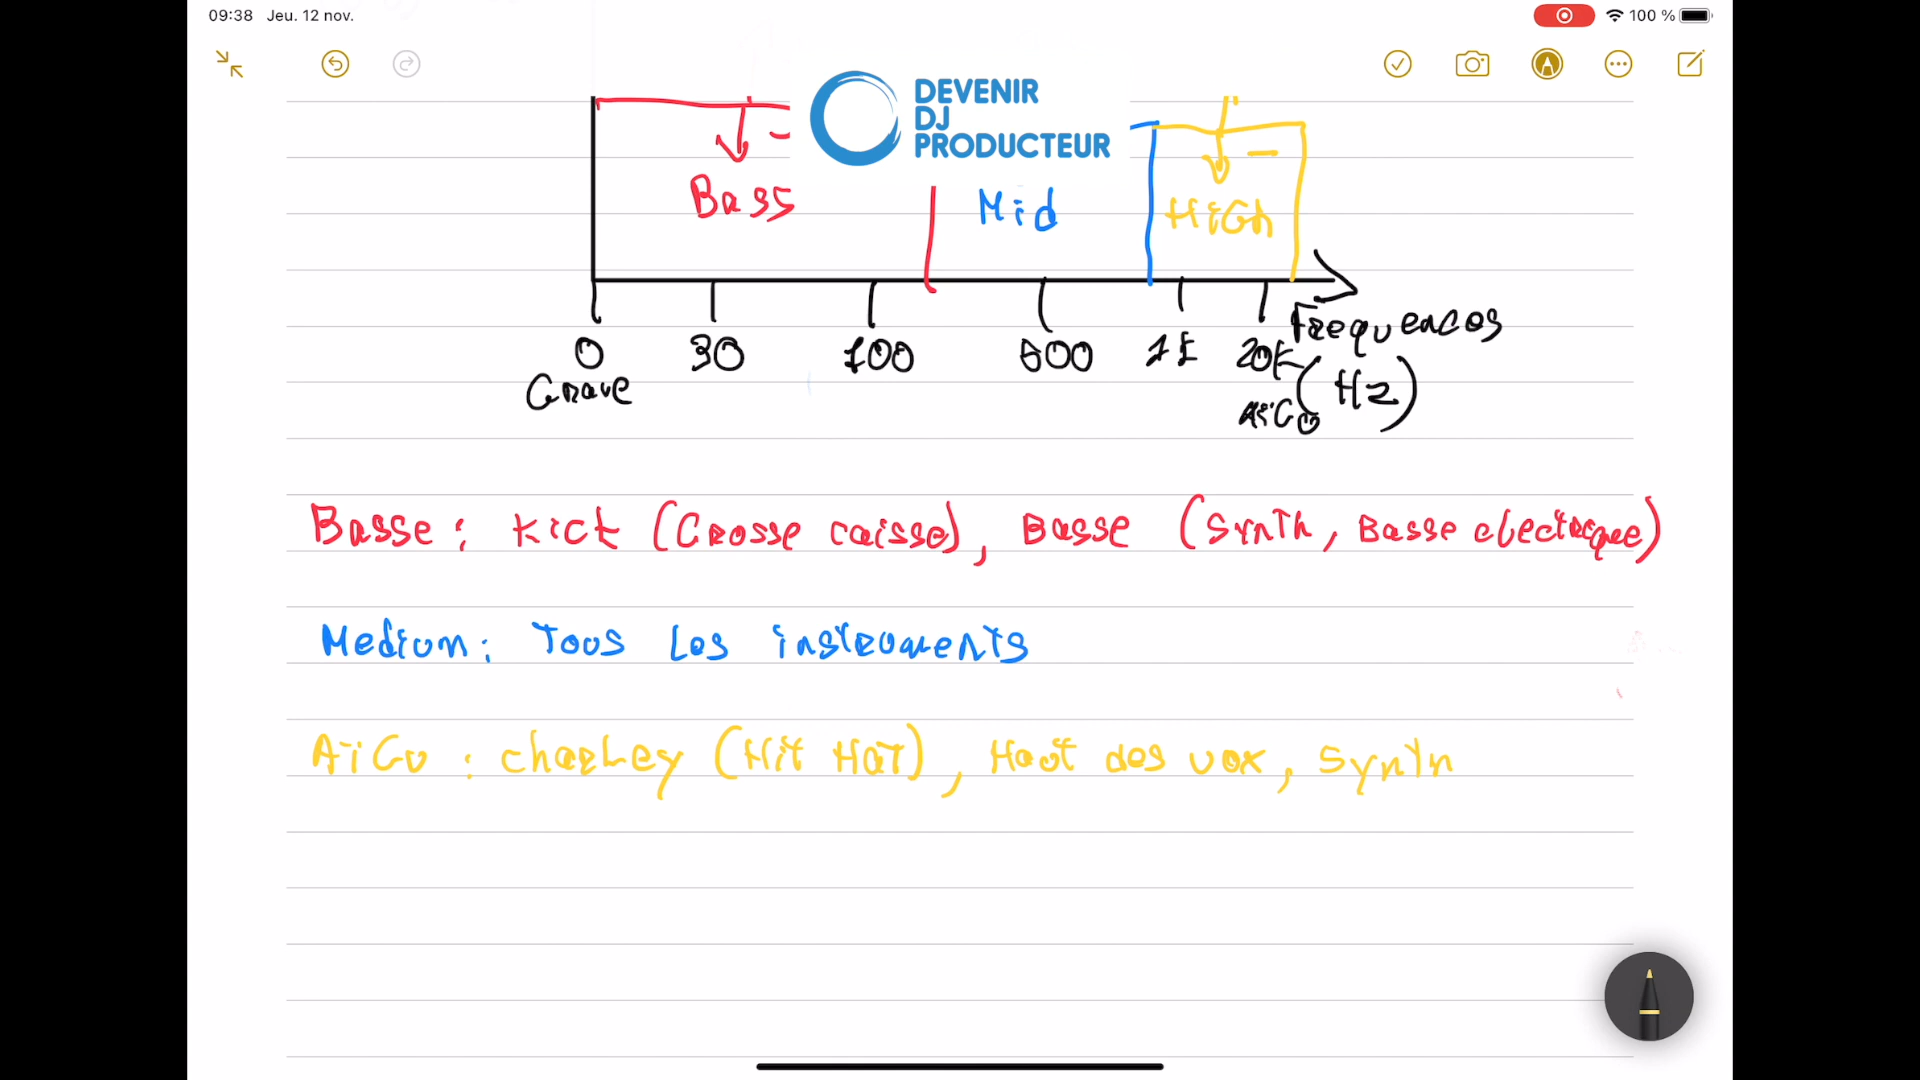 09:38 Jeu. 12 nov. 100 %
DEVENIR
DJ
PRODUCTEUR
Bass Mid HiGh
Frequences
0 30 100 500 1k 20k
Grave AiGu (Hz)
Basse : Kick (Grosse caisse), Basse (Synth, Basse electrique)
Medium : Tous Les instruments
AiGu : charley (Hit Hat), Haut des vox, Synth